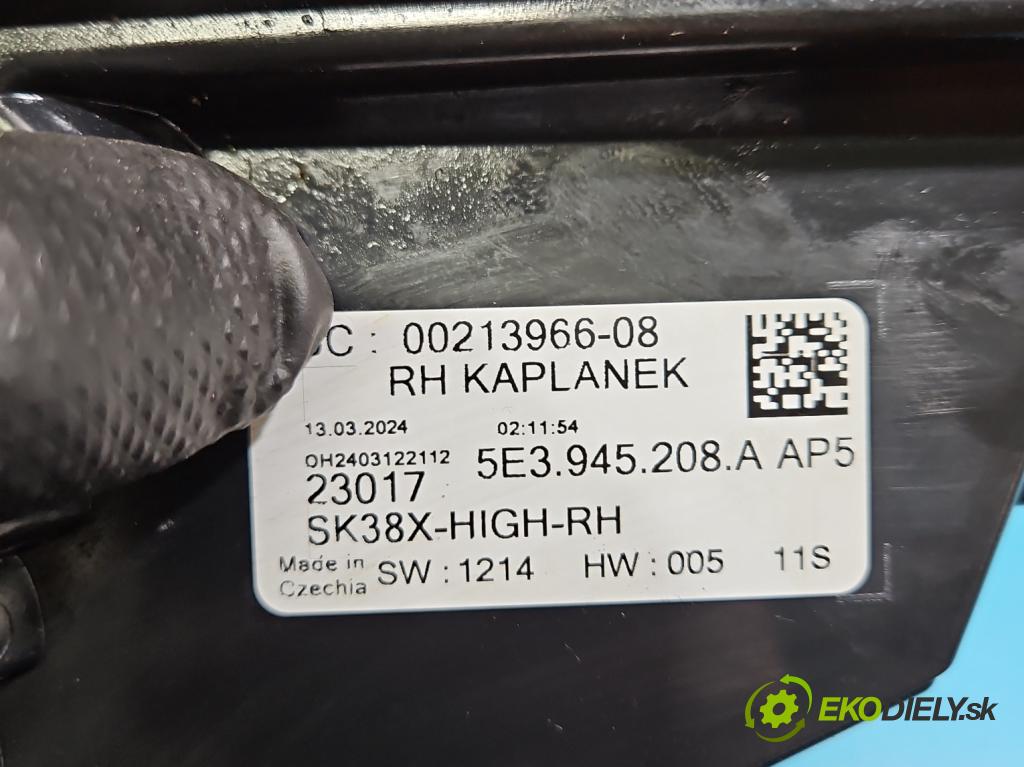 C : 00213966-08
RH KAPLANEK
13.03.2024 02:11:54
OH2403122112 5E3.945.208.A AP5
23017
SK38X-HIGH-RH
Made in Czechia SW : 1214 HW : 005 11S
EKODIELY.sk